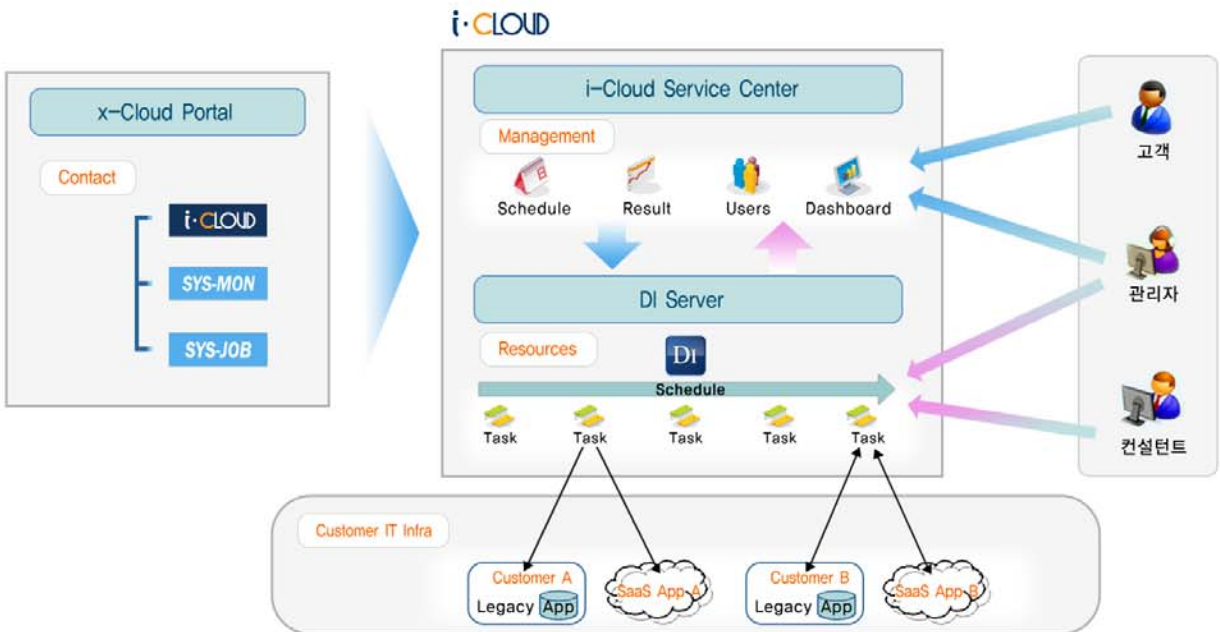 i·CLOUD
x-Cloud Portal
Contact
i·CLOUD
SYS-MON
SYS-JOB
i-Cloud Service Center
Management
Schedule Result Users Dashboard
DI Server
Resources
DI
Schedule
Task Task Task Task Task
고객
관리자
컨설턴트
Customer IT Infra
Customer A
Legacy App
SaaS App A
Customer B
Legacy App
SaaS App B